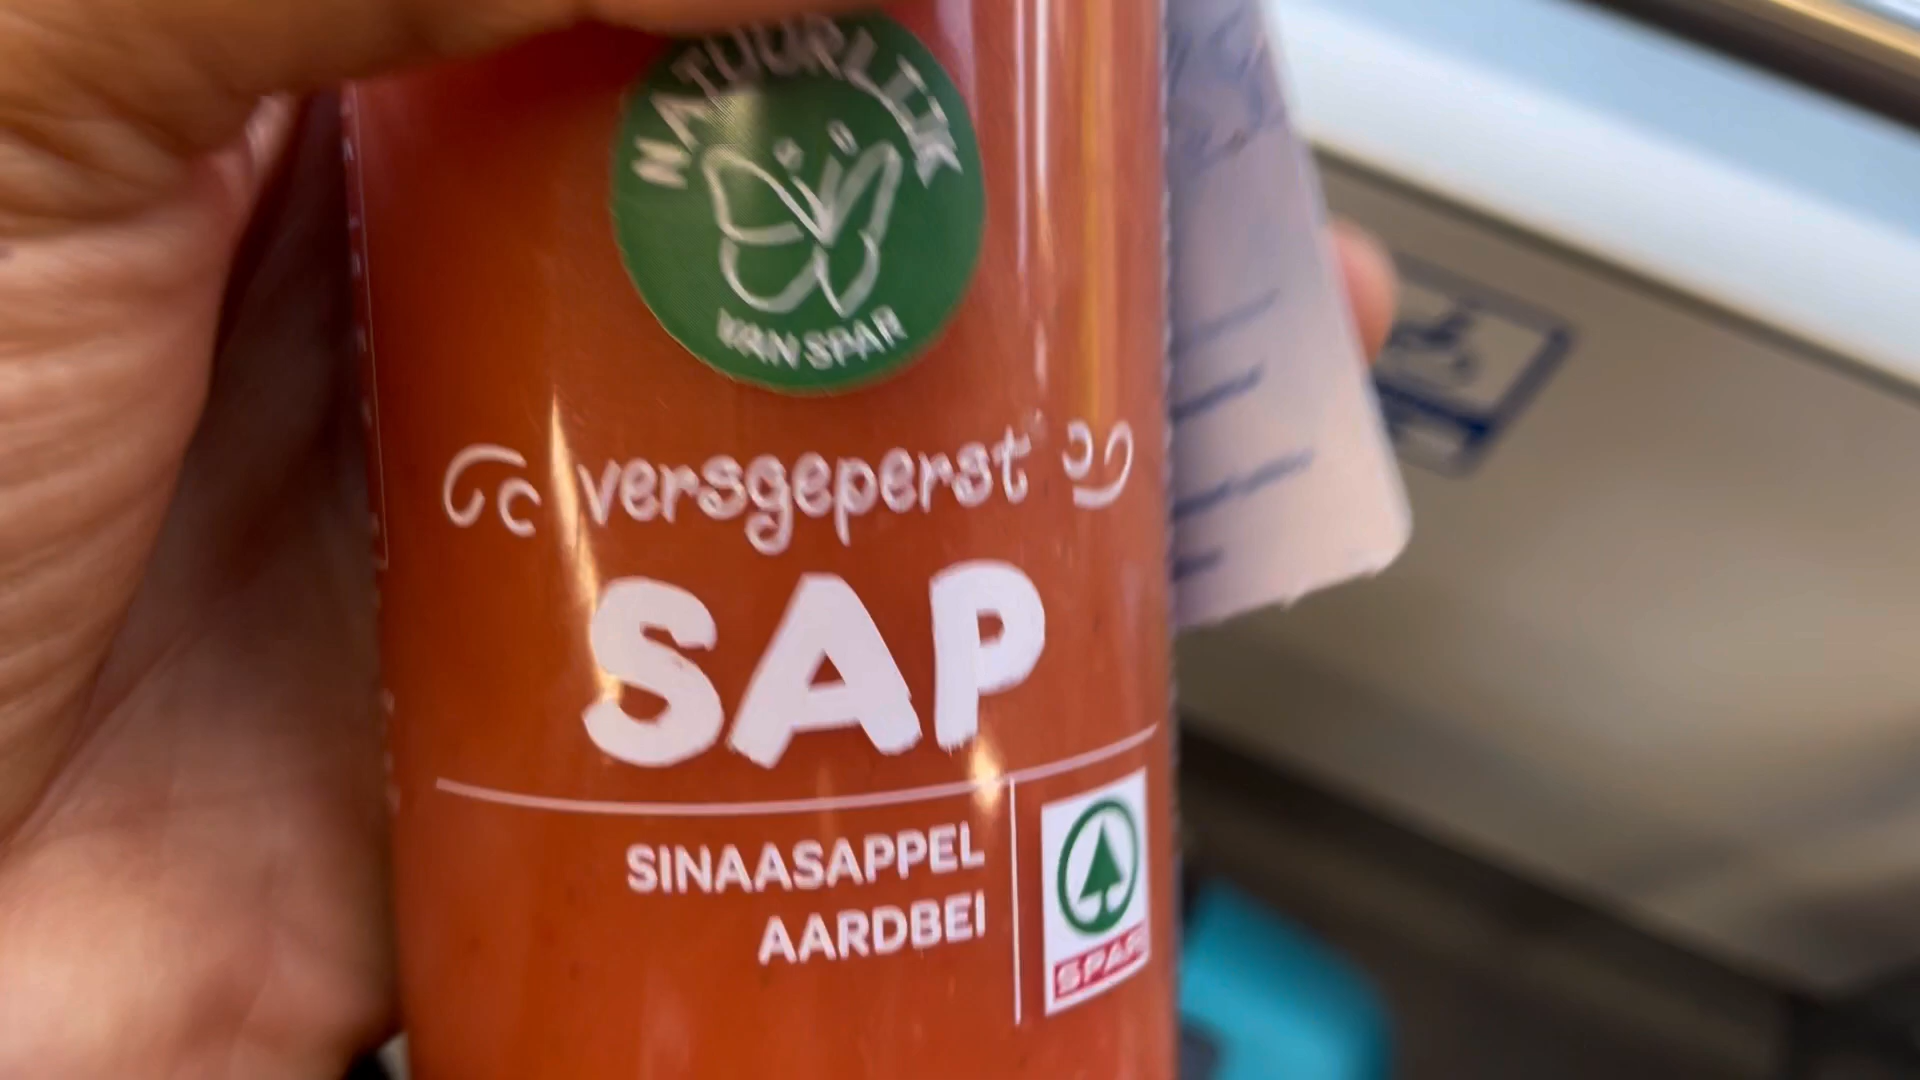 NATUURLIJK
VAN SPAR
versgeperst
SAP
SINAASAPPEL
AARDBEI
SPAR